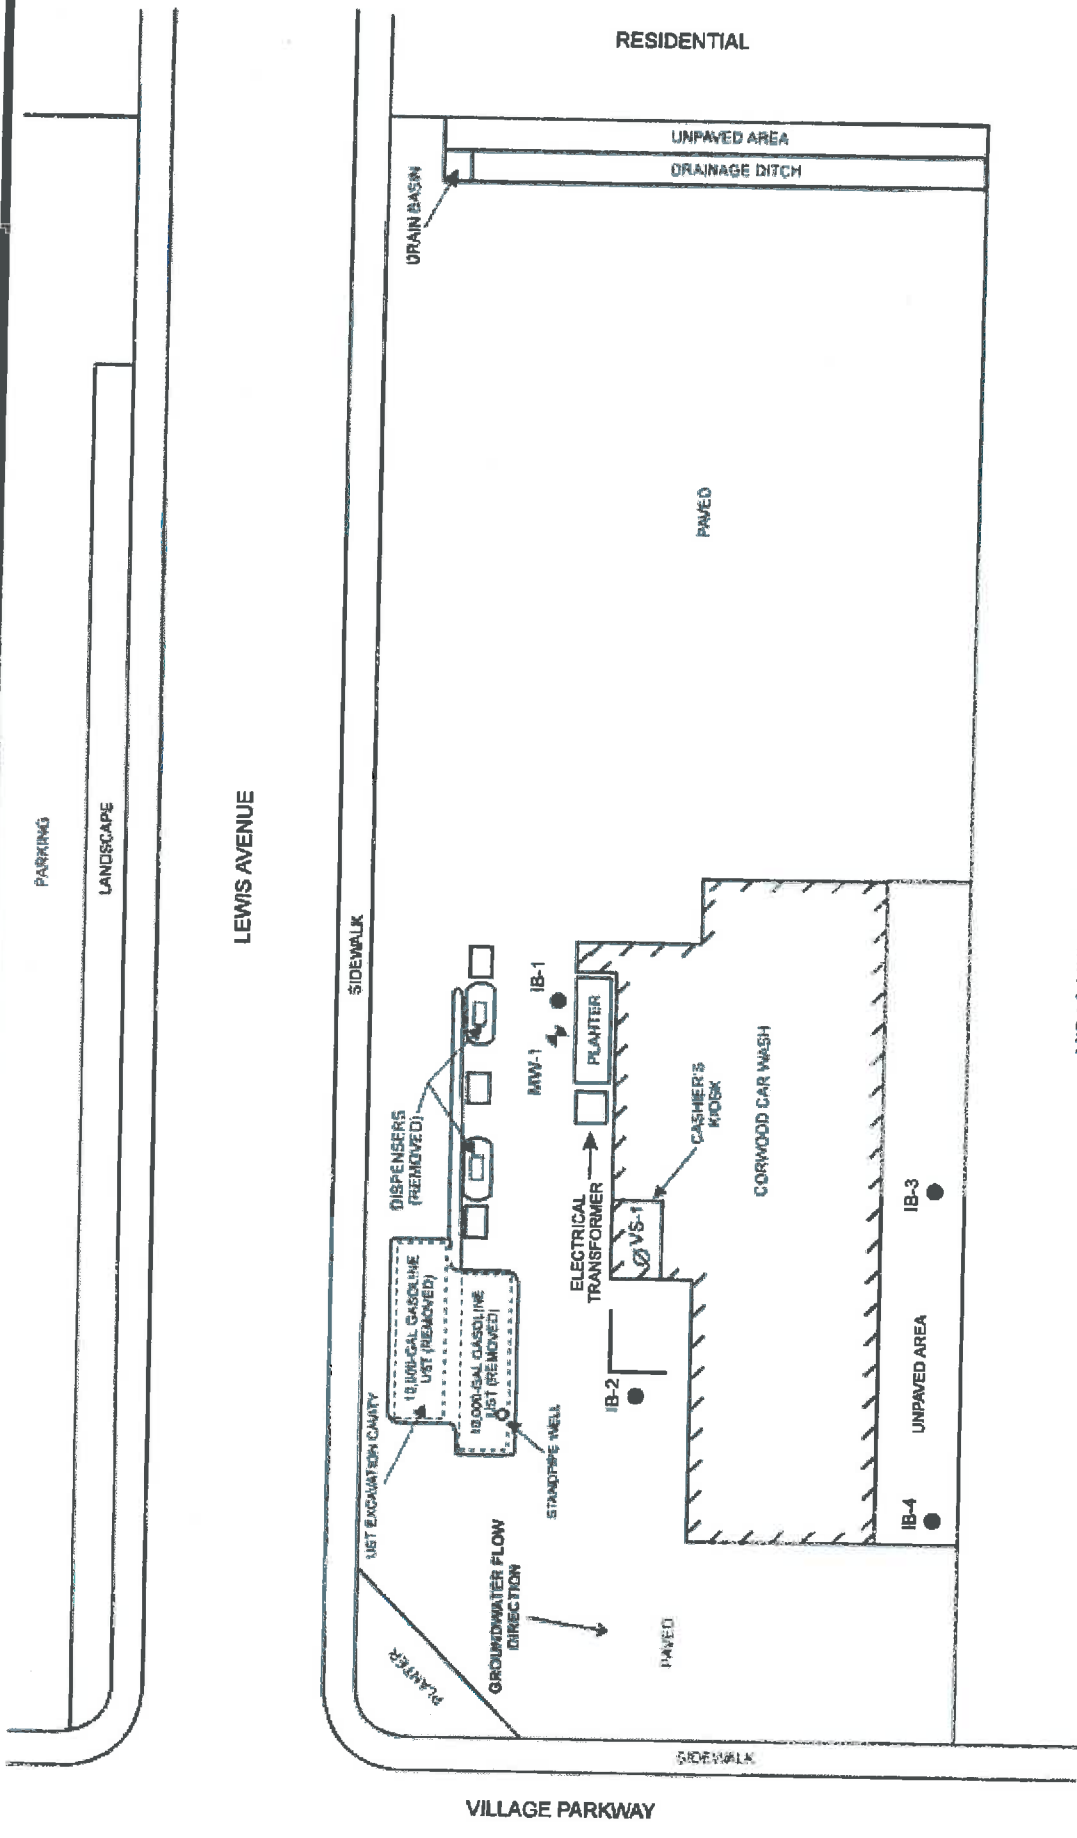 RESIDENTIAL
UNPAVED AREA
DRAINAGE DITCH
DRAIN BASIN
PAVED
PARKING
LANDSCAPE
LEWIS AVENUE
SIDEWALK
IB-1
MW-1
PLANTER
DISPENSERS
(REMOVED)
CASHIER'S
KIOSK
CORWOOD CAR WASH
ELECTRICAL
TRANSFORMER
VS-1
IB-3
10,000-GAL GASOLINE
UST (REMOVED)
10,000-GAL GASOLINE
UST (REMOVED)
IB-2
UNPAVED AREA
UST EXCAVATION CAVITY
STANDPIPE WELL
IB-4
GROUNDWATER FLOW
DIRECTION
PAVED
PLANTER
SIDEWALK
VILLAGE PARKWAY